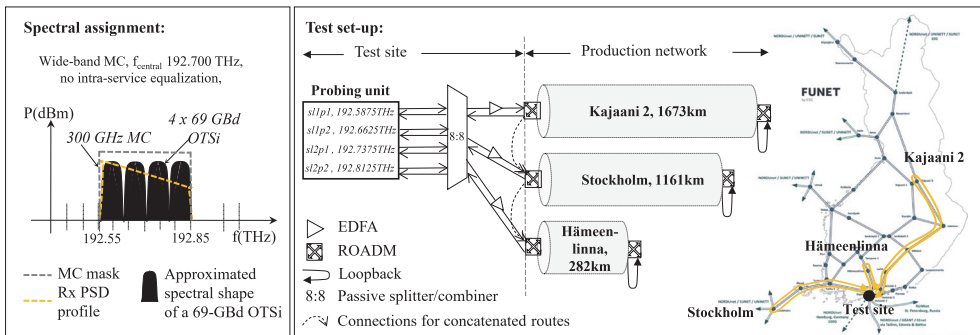 Spectral assignment:
Wide-band MC, fcentral 192.700 THz,
no intra-service equalization,
P(dBm)
4 x 69 GBd
OTSi
300 GHz MC
192.55
192.85
f(THz)
MC mask
Rx PSD
profile
Approximated
spectral shape
of a 69-GBd OTSi
Test set-up:
Test site
Production network
Probing unit
sl1p1, 192.5875THz
sl1p2, 192.6625THz
sl2p1, 192.7375THz
sl2p2, 192.8125THz
8:8
Kajaani 2, 1673km
Stockholm, 1161km
Hämeen-
linna,
282km
EDFA
ROADM
Loopback
8:8 Passive splitter/combiner
Connections for concatenated routes
FUNET
Kajaani 2
Hämeenlinna
Test site
Stockholm